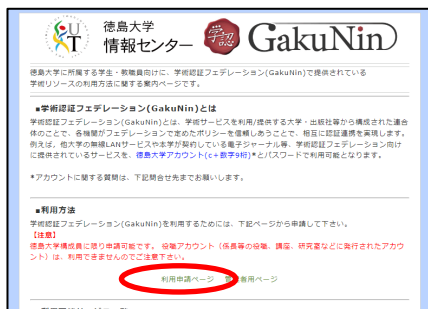 徳島大学
情報センター
学認 GakuNin
徳島大学に所属する学生・教職員向けに、学術認証フェデレーション(GakuNin)で提供されている
学術リソースの利用方法に関する案内ページです。
■学術認証フェデレーション(GakuNin)とは
学術認証フェデレーション(GakuNin)とは、学術サービスを利用/提供する大学・出版社等から構成された連合
体のことで、各機関がフェデレーションで定めたポリシーを信頼しあうことで、相互に認証連携を実現します。
例えば、他大学の無線LANサービスや本学が契約している電子ジャーナル等、学術認証フェデレーション向け
に提供されているサービスを、徳島大学アカウント(c+数字9桁)*とパスワードで利用可能となります。
*アカウントに関する質問は、下記問合せ先までお願いします。
■利用方法
学術認証フェデレーション(GakuNin)を利用するためには、下記ページから申請して下さい。
【注意】
徳島大学構成員に限り申請可能です。 役職アカウント（係長等の役職、講座、研究室などに発行されたアカウ
ント）は、利用できませんのでご注意下さい。
利用申請ページ 者用ページ